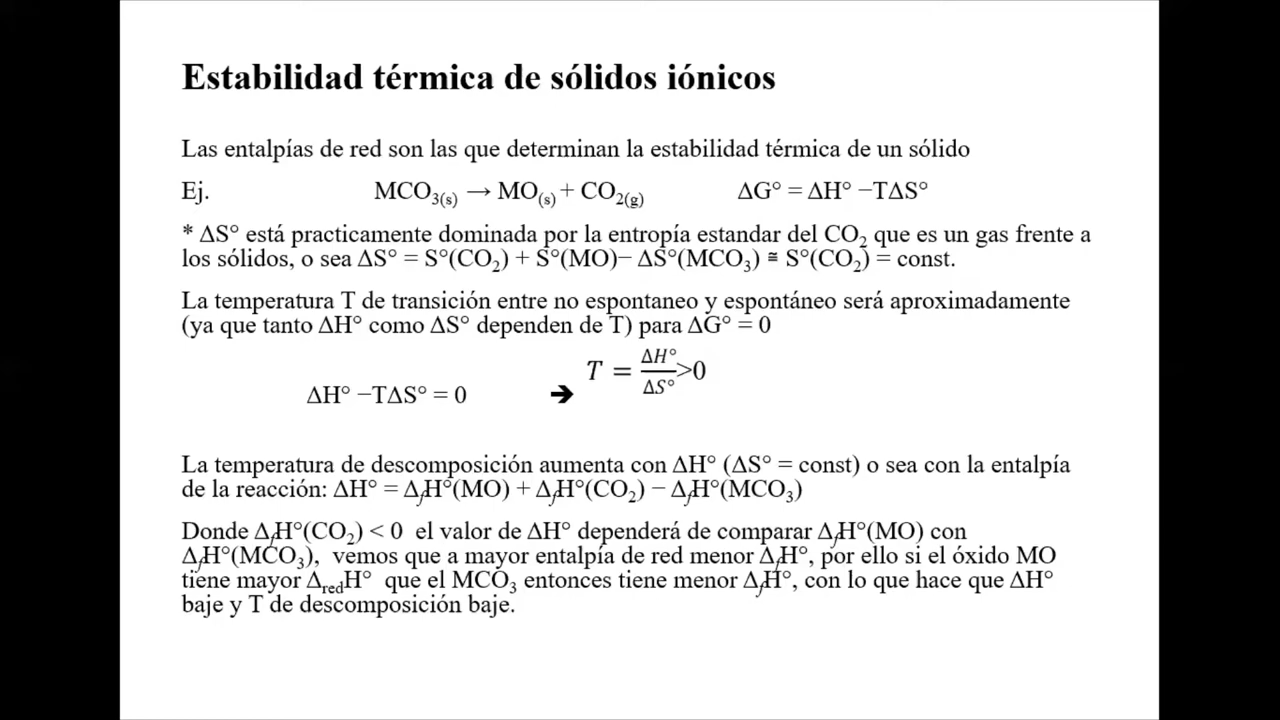 Estabilidad térmica de sólidos iónicos
Las entalpías de red son las que determinan la estabilidad térmica de un sólido
Ej. MCO₃(s) → MO(s) + CO₂(g) ΔG° = ΔH° −TΔS°
* ΔS° está practicamente dominada por la entropía estandar del CO₂ que es un gas frente a
los sólidos, o sea ΔS° = S°(CO₂) + S°(MO)− ΔS°(MCO₃) ≅ S°(CO₂) = const.
La temperatura T de transición entre no espontaneo y espontáneo será aproximadamente
(ya que tanto ΔH° como ΔS° dependen de T) para ΔG° = 0
ΔH° −TΔS° = 0 ➔ T = ΔH°/ΔS° >0
La temperatura de descomposición aumenta con ΔH° (ΔS° = const) o sea con la entalpía
de la reacción: ΔH° = ΔfH°(MO) + ΔfH°(CO₂) − ΔfH°(MCO₃)
Donde ΔfH°(CO₂) < 0 el valor de ΔH° dependerá de comparar ΔfH°(MO) con
ΔfH°(MCO₃), vemos que a mayor entalpía de red menor ΔfH°, por ello si el óxido MO
tiene mayor ΔredH° que el MCO₃ entonces tiene menor ΔfH°, con lo que hace que ΔH°
baje y T de descomposición baje.